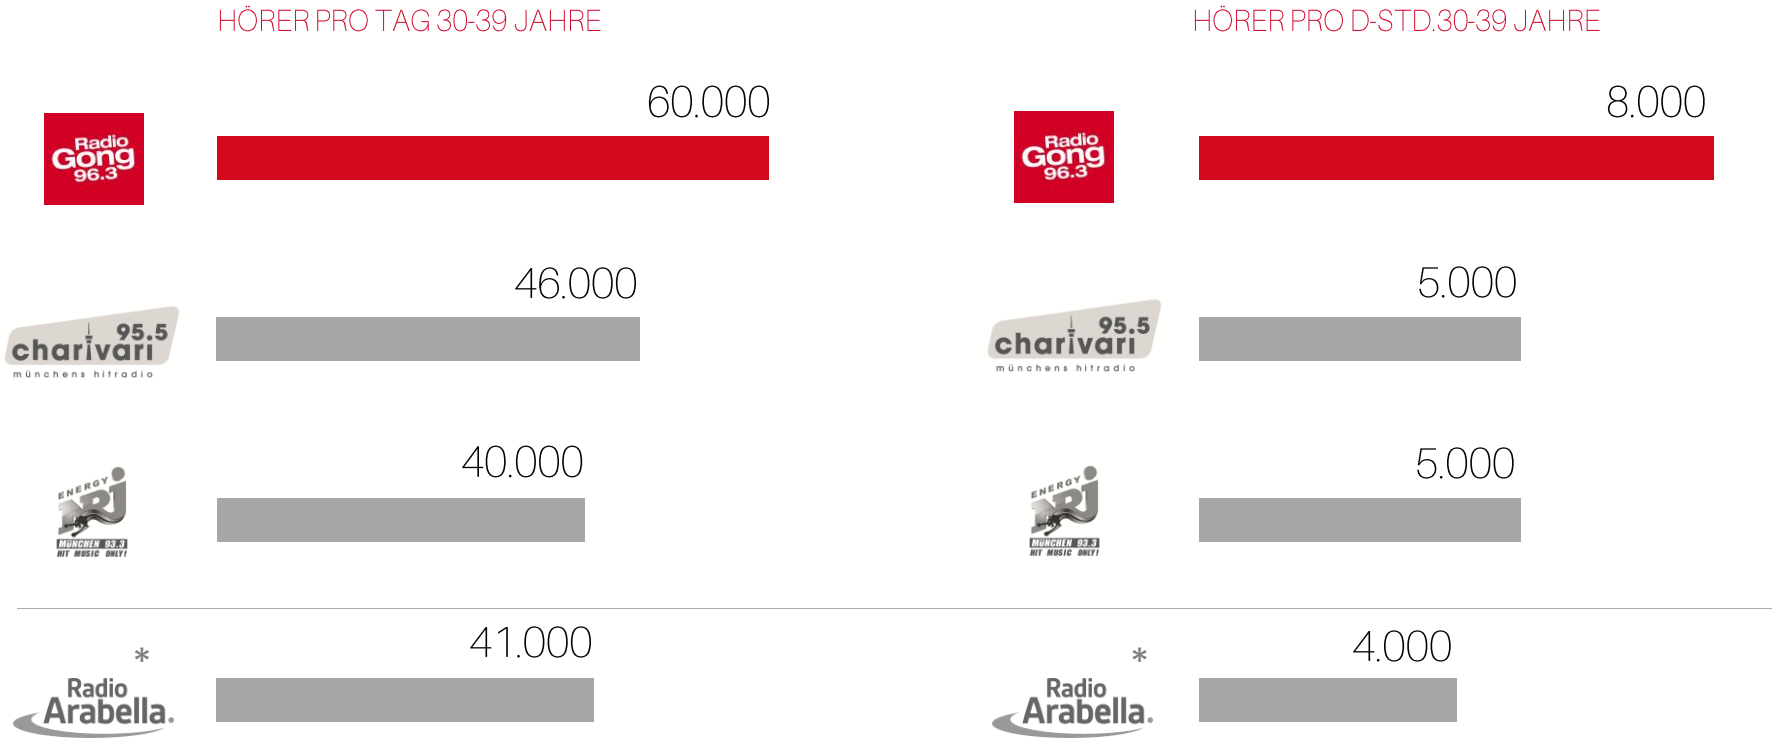 HÖRER PRO TAG 30-39 JAHRE
HÖRER PRO D-STD.30-39 JAHRE
60.000
8.000
Radio
Gong
96.3
Radio
Gong
96.3
46.000
5.000
95.5
charivari
münchens hitradio
95.5
charivari
münchens hitradio
40.000
5.000
ENERGY
NRJ
MÜNCHEN 93.3
HIT MUSIC ONLY!
ENERGY
NRJ
MÜNCHEN 93.3
HIT MUSIC ONLY!
41.000
4.000
*
Radio
Arabella.
*
Radio
Arabella.